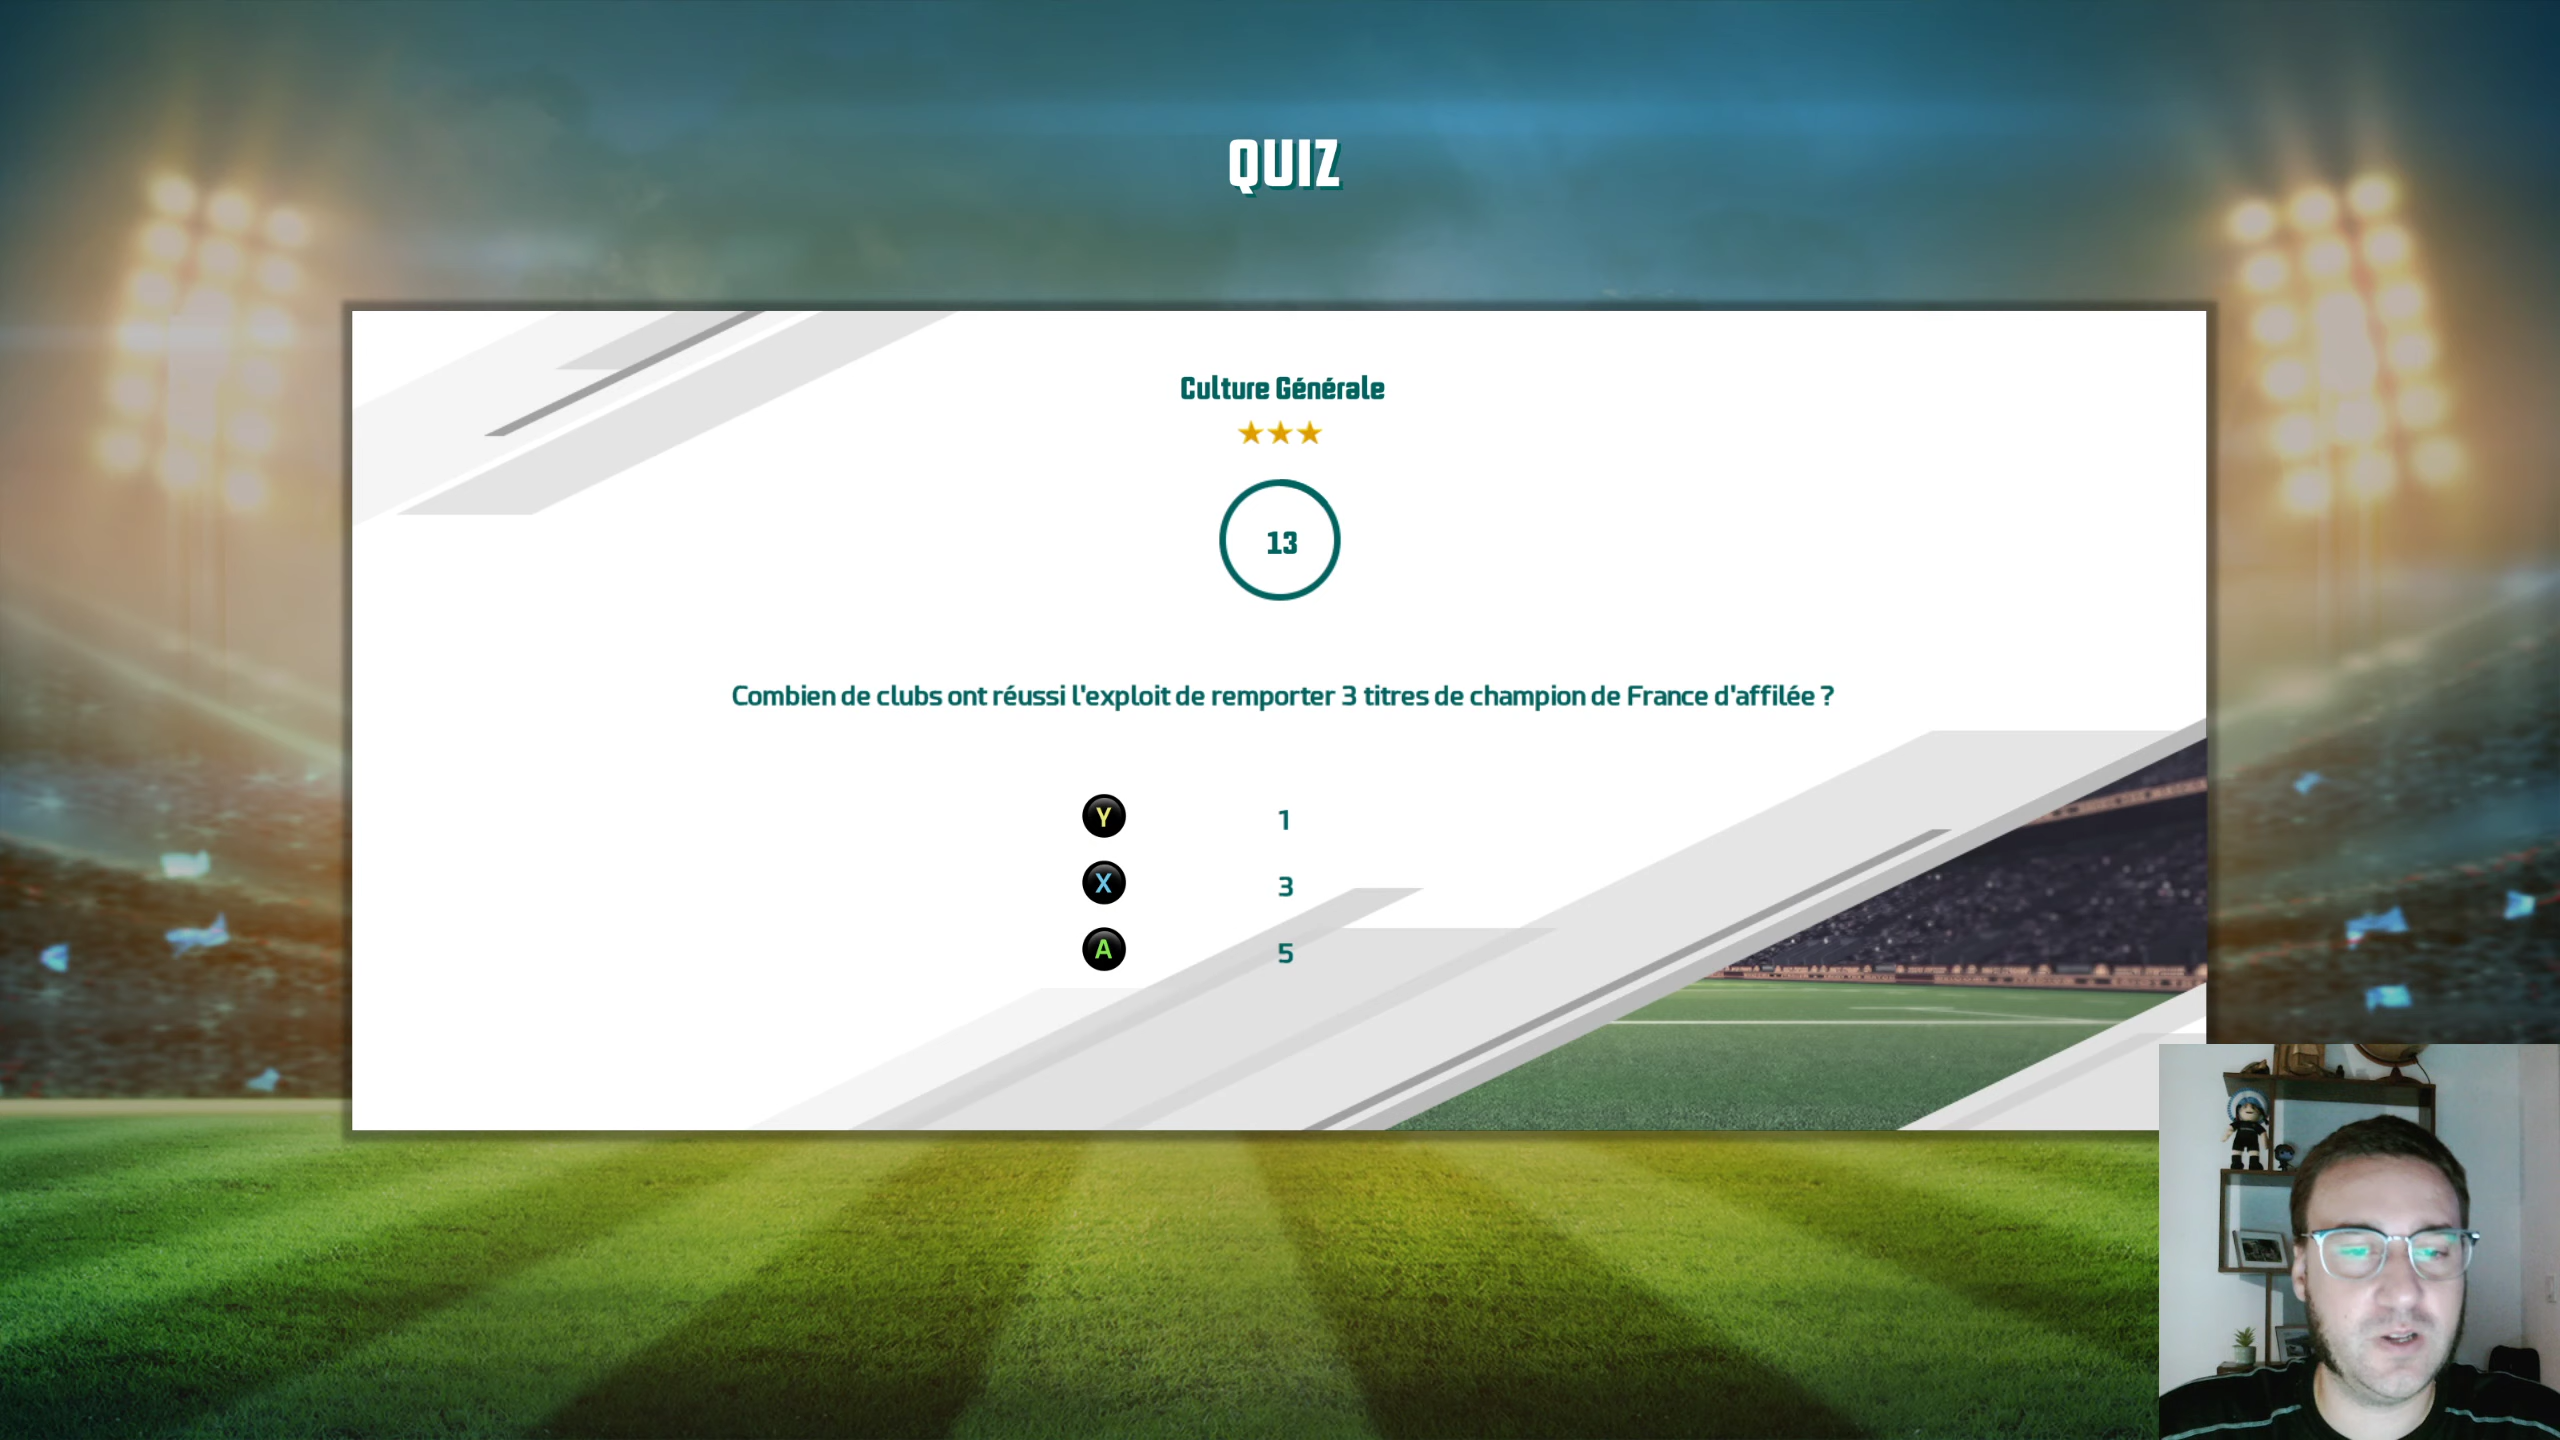 QUIZ
Culture Générale
13
Combien de clubs ont réussi l'exploit de remporter 3 titres de champion de France d'affilée ?
Y 1
X 3
A 5